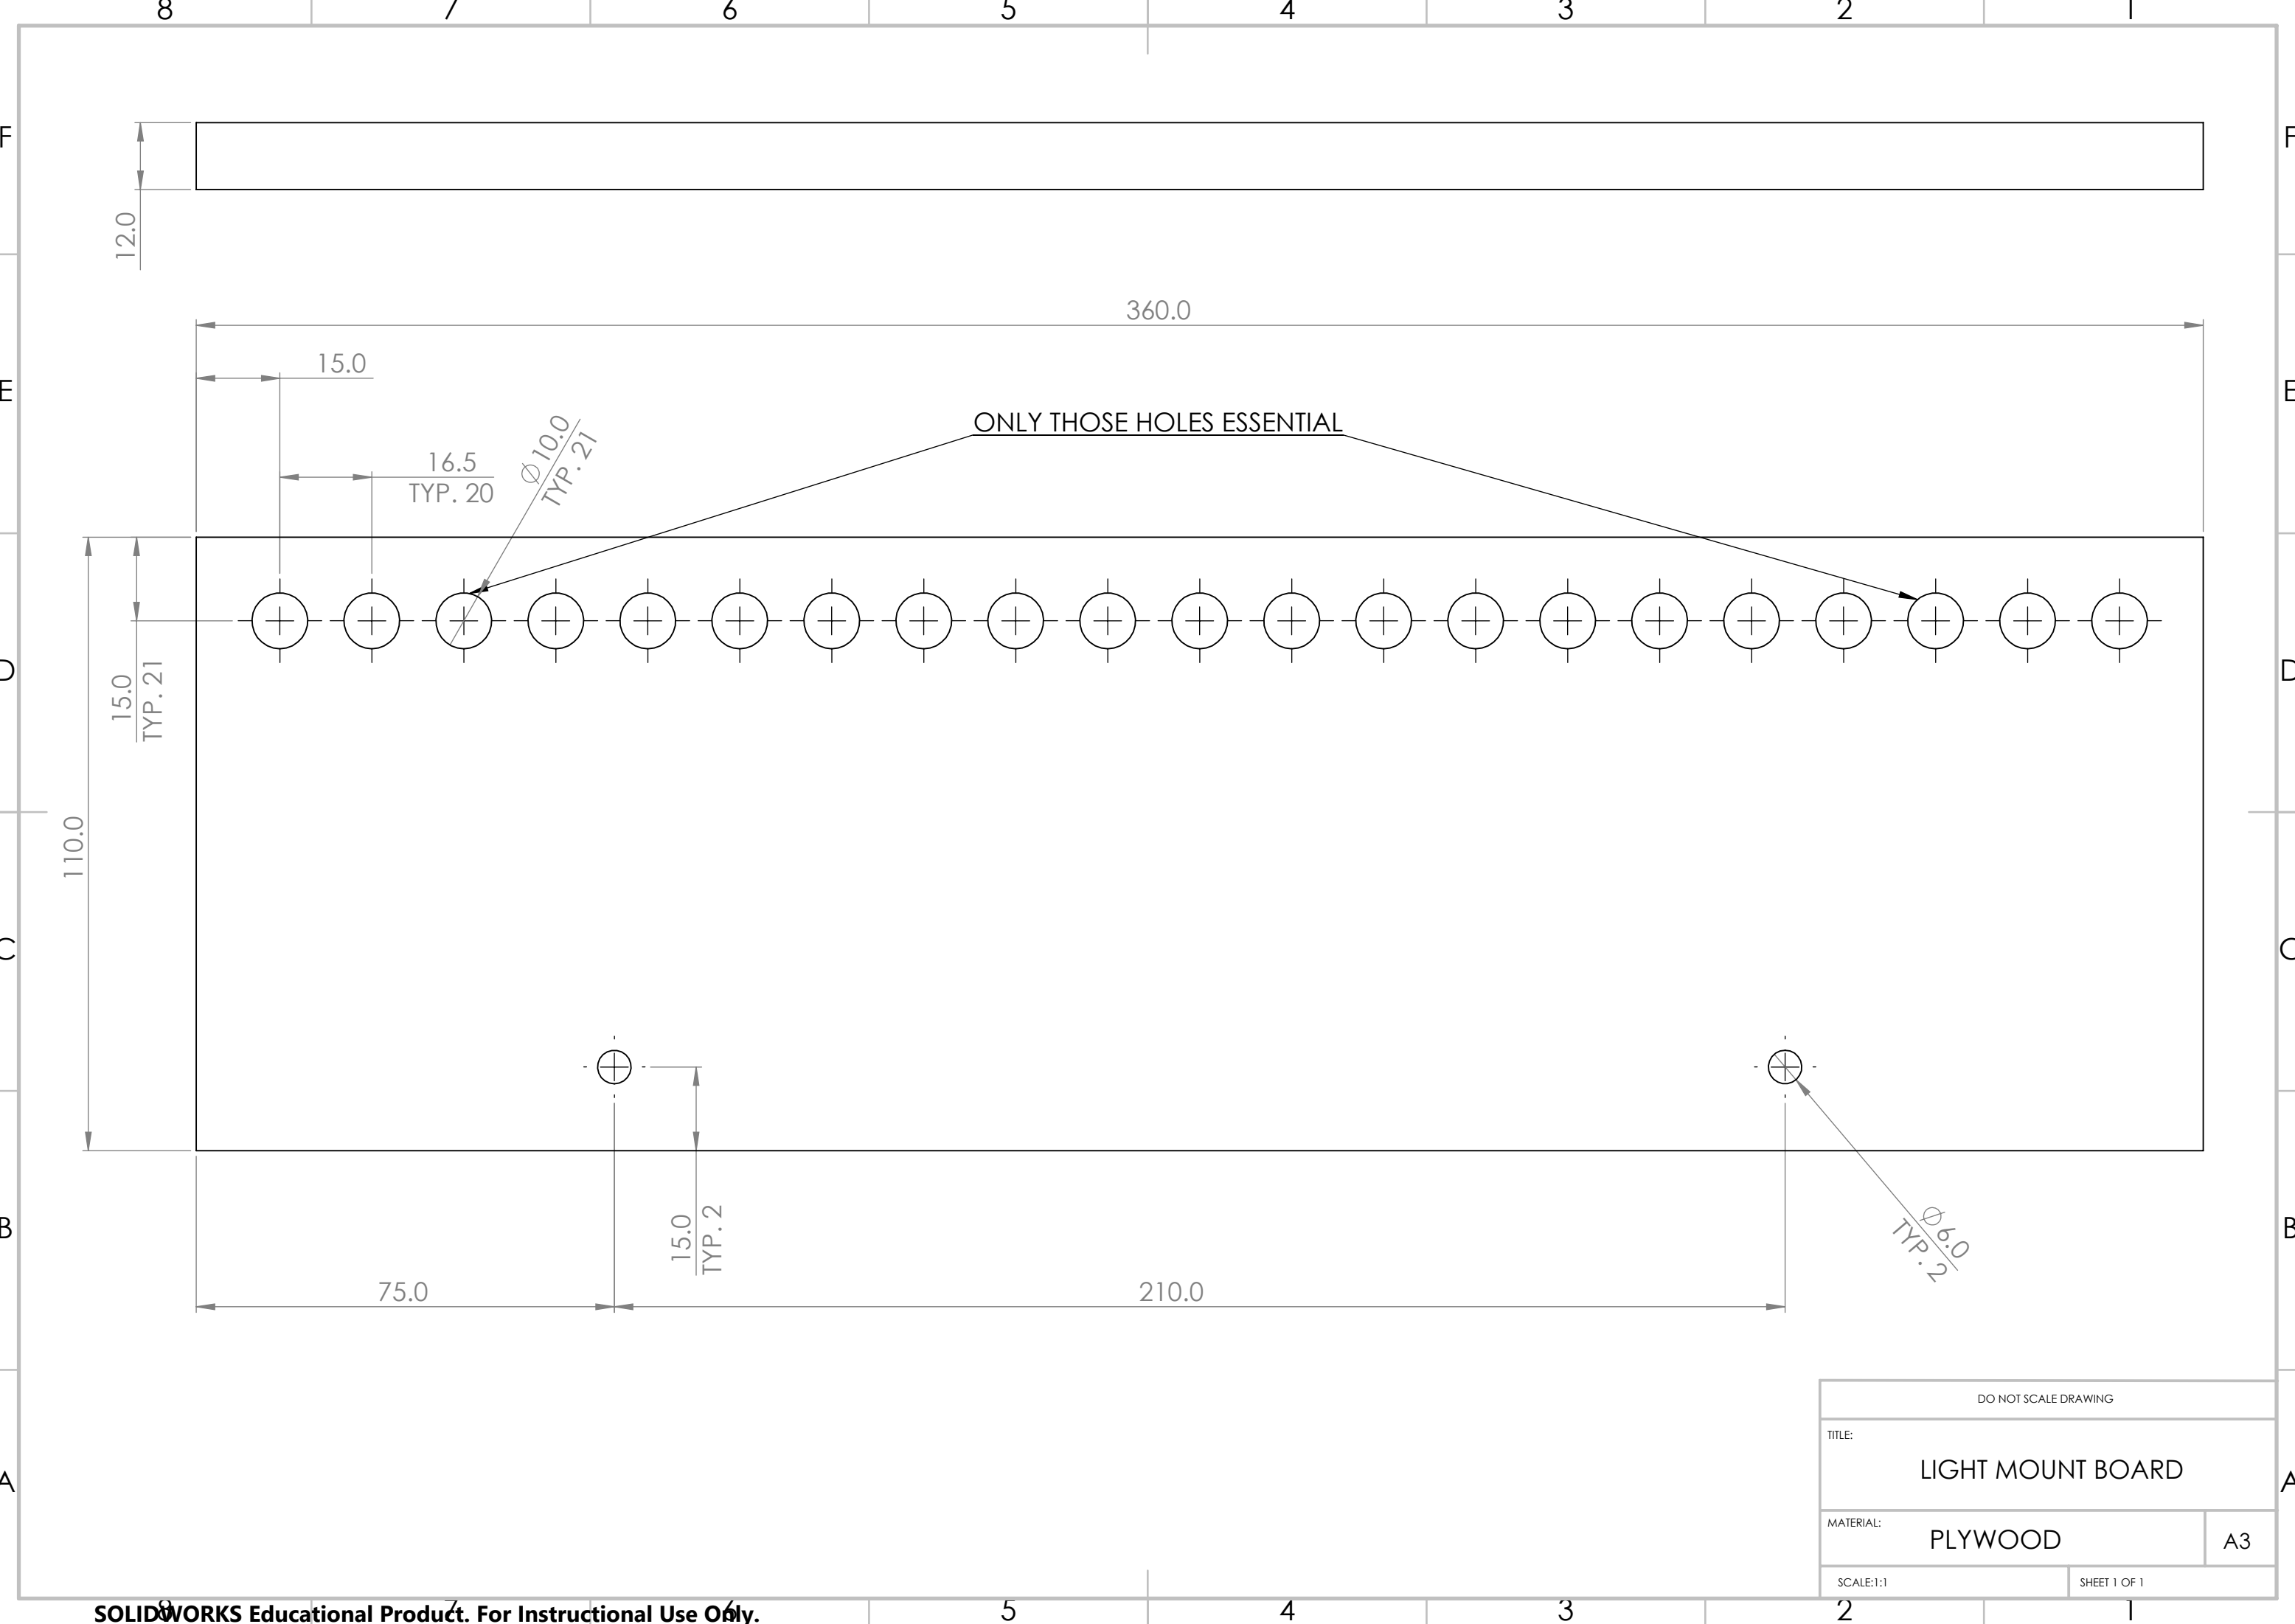 8 7 6 5 4 3 2 1
F F
12.0
360.0
15.0
E E
ONLY THOSE HOLES ESSENTIAL
Ø10.0
TYP. 21
16.5
TYP. 20
D D
15.0
TYP. 21
110.0
C C
15.0
TYP. 2
Ø6.0
TYP. 2
B B
75.0
210.0
DO NOT SCALE DRAWING
TITLE:
LIGHT MOUNT BOARD
A A
MATERIAL:
PLYWOOD
A3
SCALE:1:1
SHEET 1 OF 1
8 7 6 5 4 3 2 1
SOLIDWORKS Educational Product. For Instructional Use Only.